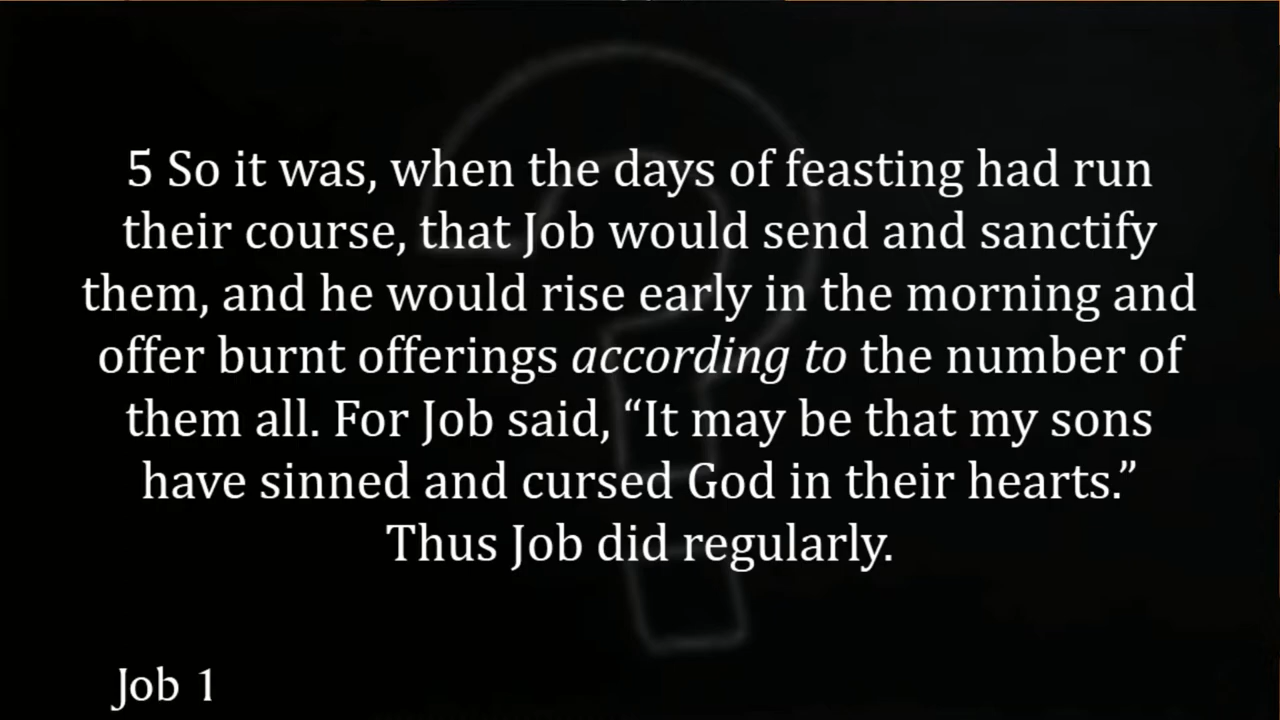 5 So it was, when the days of feasting had run
their course, that Job would send and sanctify
them, and he would rise early in the morning and
offer burnt offerings according to the number of
them all. For Job said, “It may be that my sons
have sinned and cursed God in their hearts.”
Thus Job did regularly.
Job 1